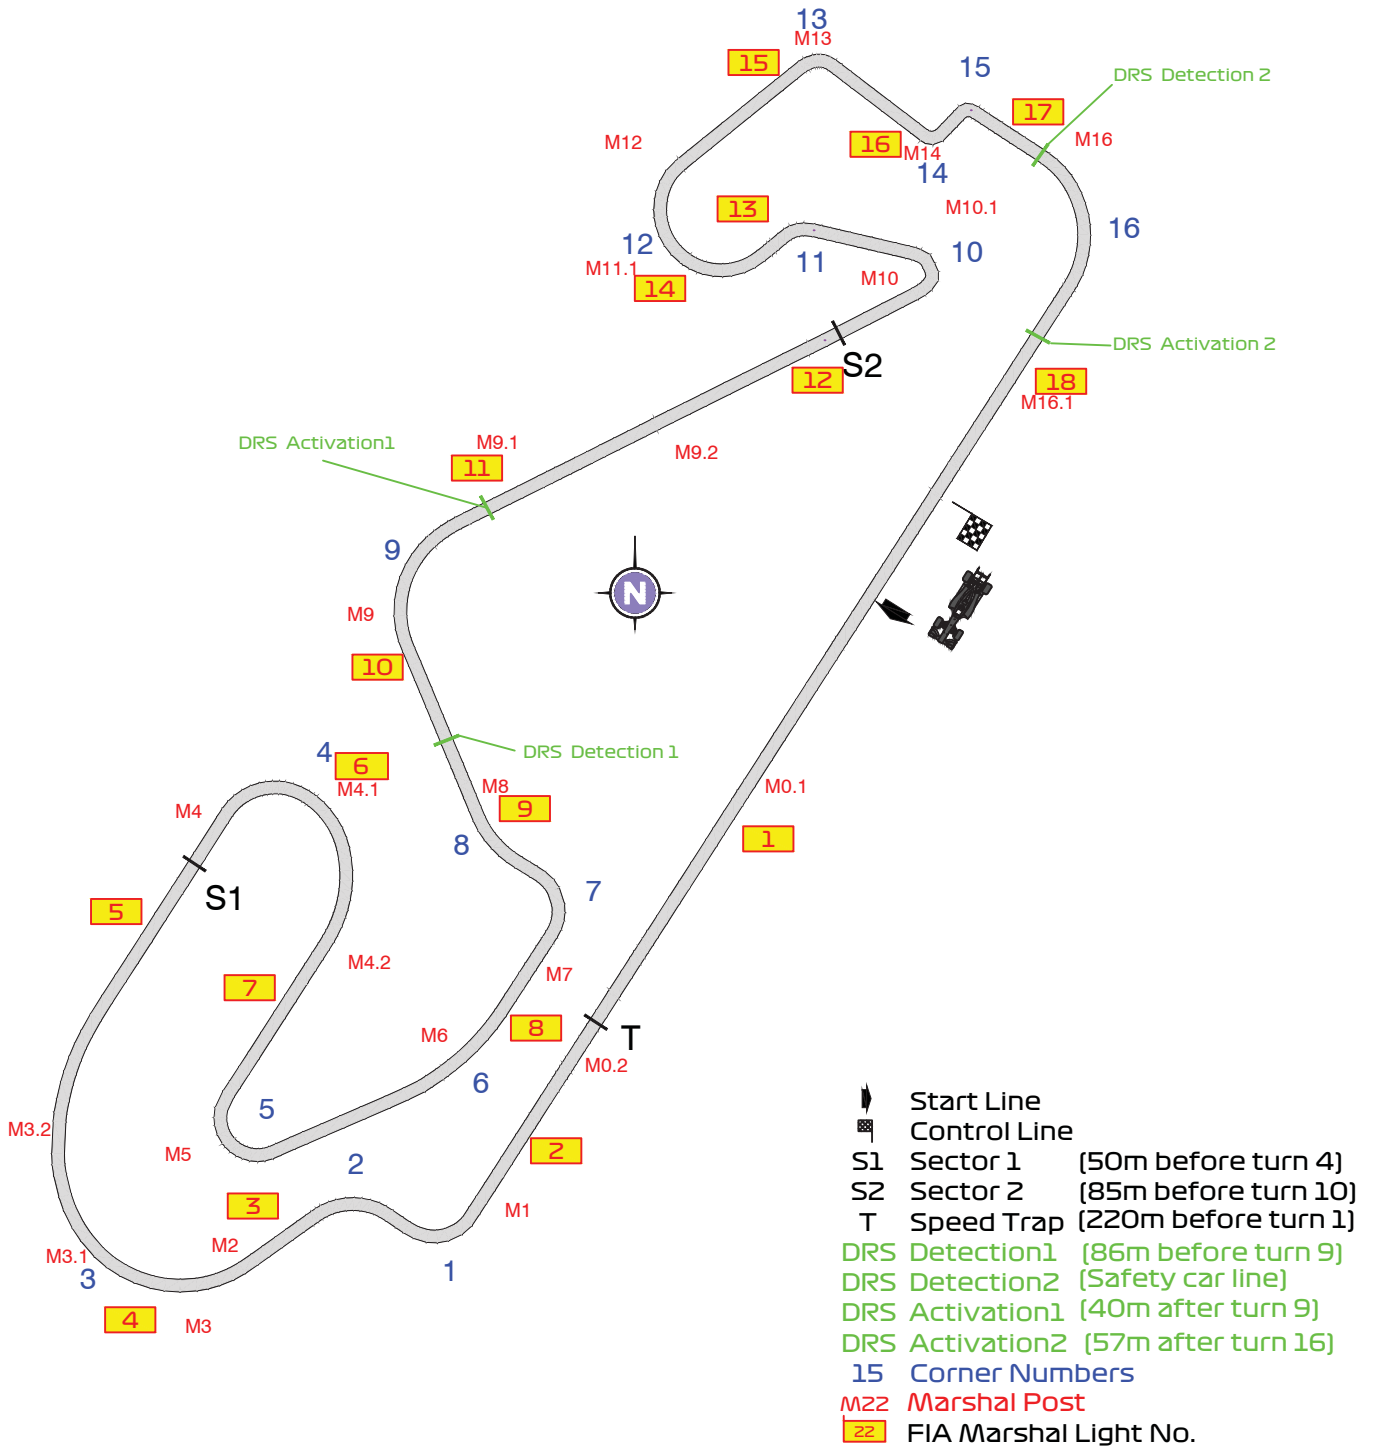 13
M13
15
15
DRS Detection 2
17
M12
16
M14
14
M16
13
M10.1
16
12
11
10
M11.1
14
M10
S2
12
DRS Activation 2
18
M16.1
DRS Activation1
M9.1
11
M9.2
9
N
M9
10
4
6
M4.1
DRS Detection 1
M8
9
M0.1
1
M4
8
S1
7
5
M4.2
M7
7
M6
8
T
M0.2
6
5
M3.2
M5
2
2
3
M1
M2
M3.1
3
1
4
M3
Start Line
Control Line
S1 Sector 1 (50m before turn 4)
S2 Sector 2 (85m before turn 10)
T Speed Trap (220m before turn 1)
DRS Detection1 (86m before turn 9)
DRS Detection2 (Safety car line)
DRS Activation1 (40m after turn 9)
DRS Activation2 (57m after turn 16)
15 Corner Numbers
M22 Marshal Post
22 FIA Marshal Light No.